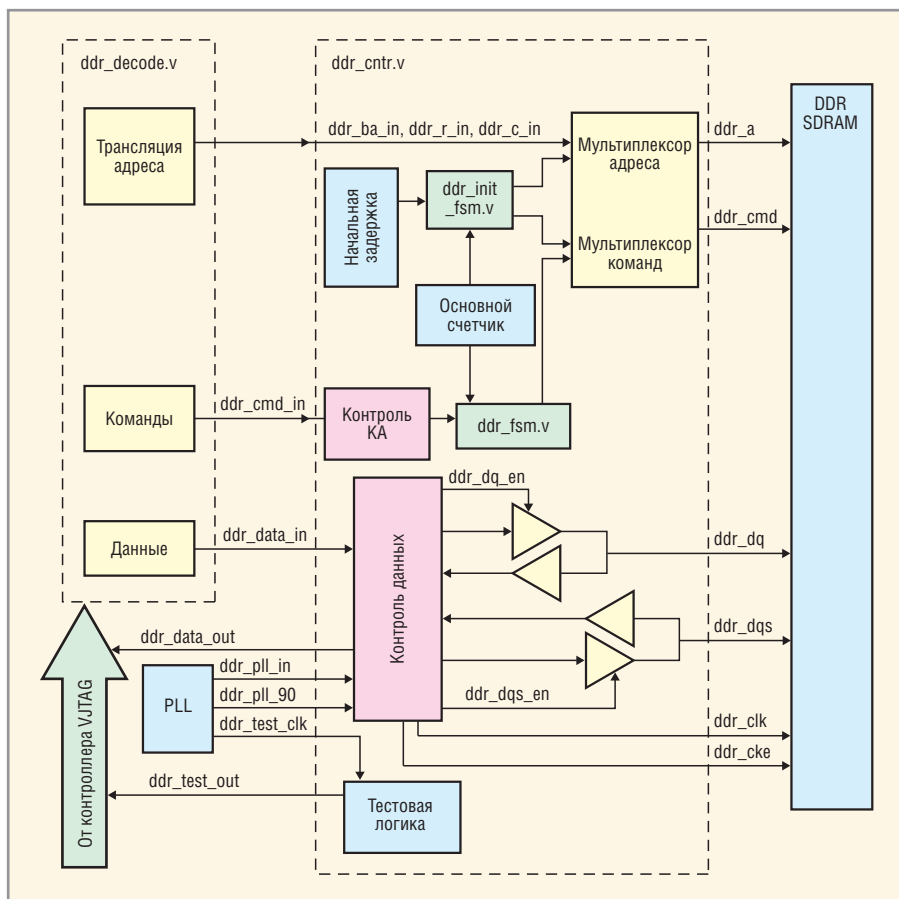 ddr_decode.v
ddr_cntr.v
DDR
SDRAM
Трансляция
адреса
ddr_ba_in, ddr_r_in, ddr_c_in
Мультиплексор
адреса
ddr_a
Начальная
задержка
ddr_init
_fsm.v
Мультиплексор
команд
ddr_cmd
Основной
счетчик
Команды
ddr_cmd_in
Контроль
КА
ddr_fsm.v
Данные
ddr_data_in
Контроль данных
ddr_dq_en
ddr_dq
ddr_dqs
ddr_dqs_en
ddr_data_out
От контроллера VJTAG
PLL
ddr_pll_in
ddr_pll_90
ddr_test_clk
ddr_clk
ddr_cke
ddr_test_out
Тестовая
логика